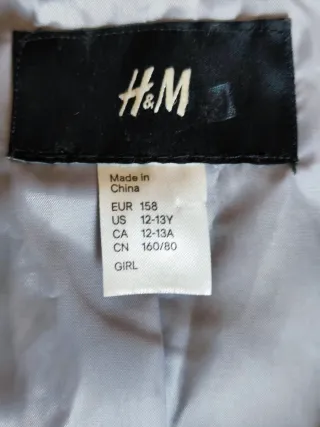 H&M
Made in
China
EUR 158
US 12-13Y
CA 12-13A
CN 160/80
GIRL